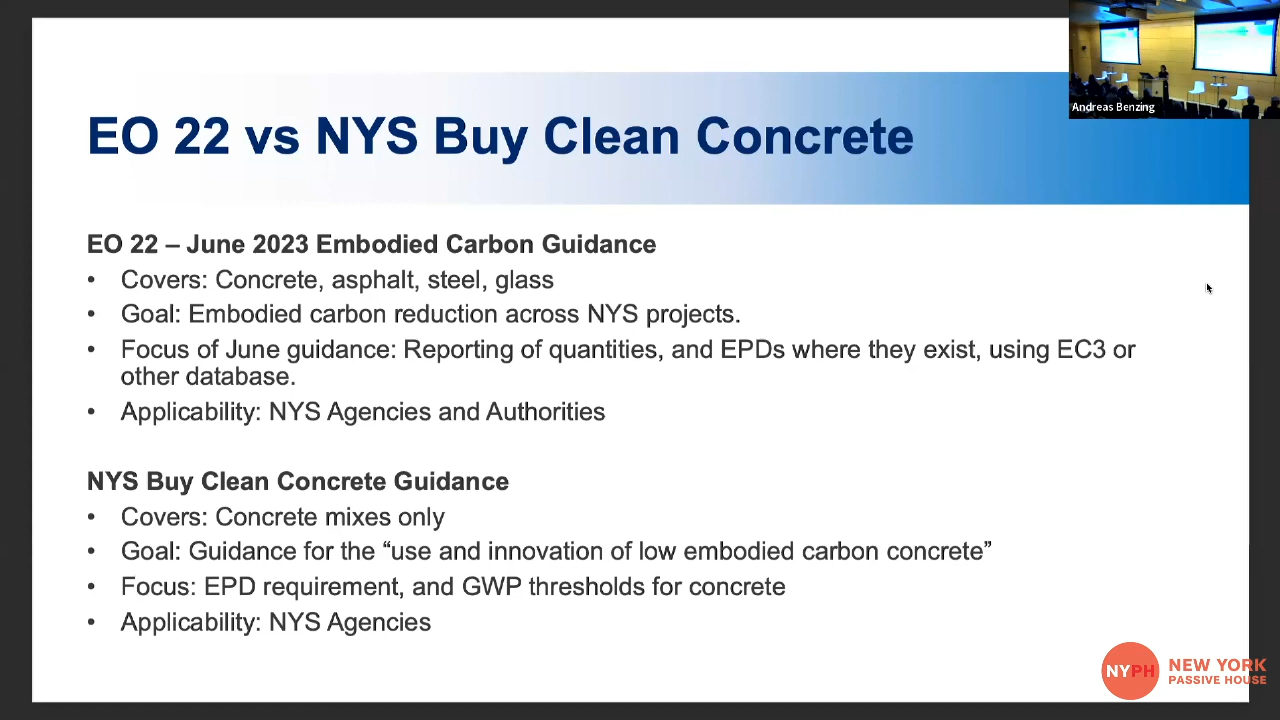 Andreas Benzing
EO 22 vs NYS Buy Clean Concrete
EO 22 – June 2023 Embodied Carbon Guidance
• Covers: Concrete, asphalt, steel, glass
• Goal: Embodied carbon reduction across NYS projects.
• Focus of June guidance: Reporting of quantities, and EPDs where they exist, using EC3 or
other database.
• Applicability: NYS Agencies and Authorities
NYS Buy Clean Concrete Guidance
• Covers: Concrete mixes only
• Goal: Guidance for the “use and innovation of low embodied carbon concrete”
• Focus: EPD requirement, and GWP thresholds for concrete
• Applicability: NYS Agencies
NYPH
NEW YORK
PASSIVE HOUSE